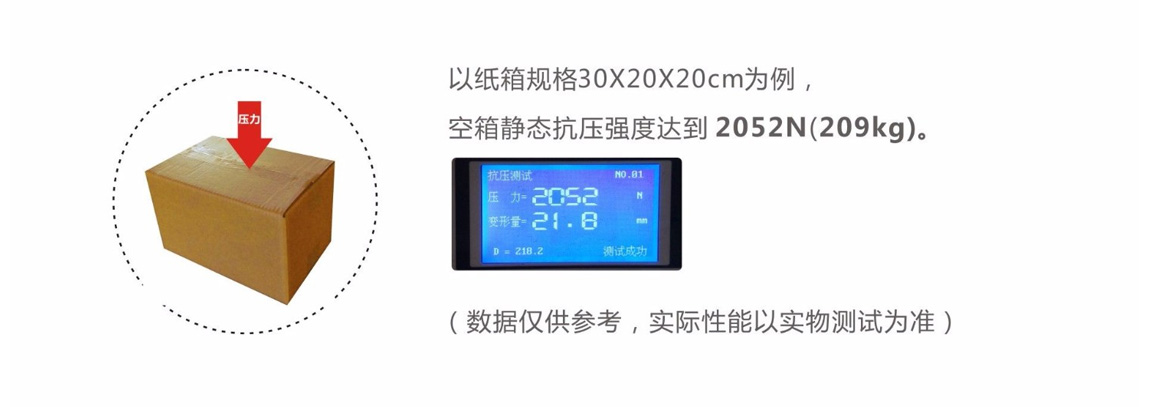 压力
以纸箱规格30X20X20cm为例，
空箱静态抗压强度达到 2052N(209kg)。
抗压测试 NO.01
压 力= 2052 N
变形量= 21.8 mm
D = 218.2 测试成功
（数据仅供参考，实际性能以实物测试为准）